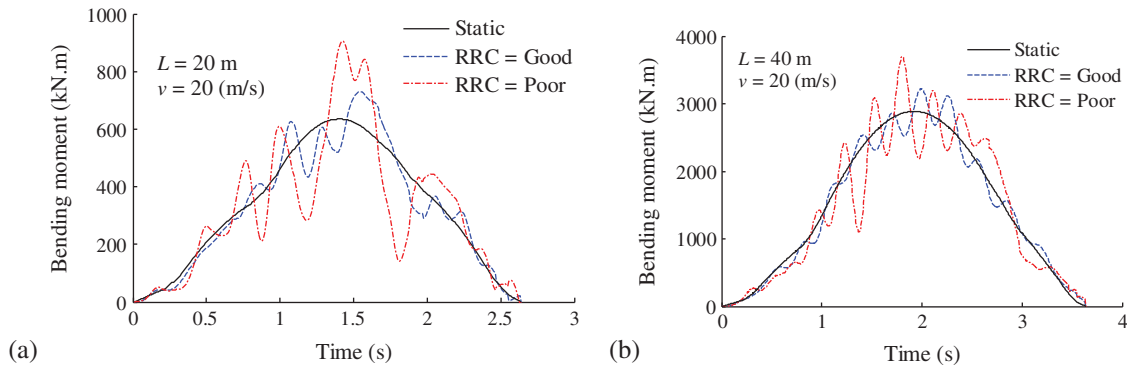 1000
800
600
400
200
0
Bending moment (kN.m)
L = 20 m
v = 20 (m/s)
Static
RRC = Good
RRC = Poor
0
0.5
1
1.5
2
2.5
3
Time (s)
(a)
4000
3000
2000
1000
0
Bending moment (kN.m)
L = 40 m
v = 20 (m/s)
Static
RRC = Good
RRC = Poor
0
1
2
3
4
Time (s)
(b)